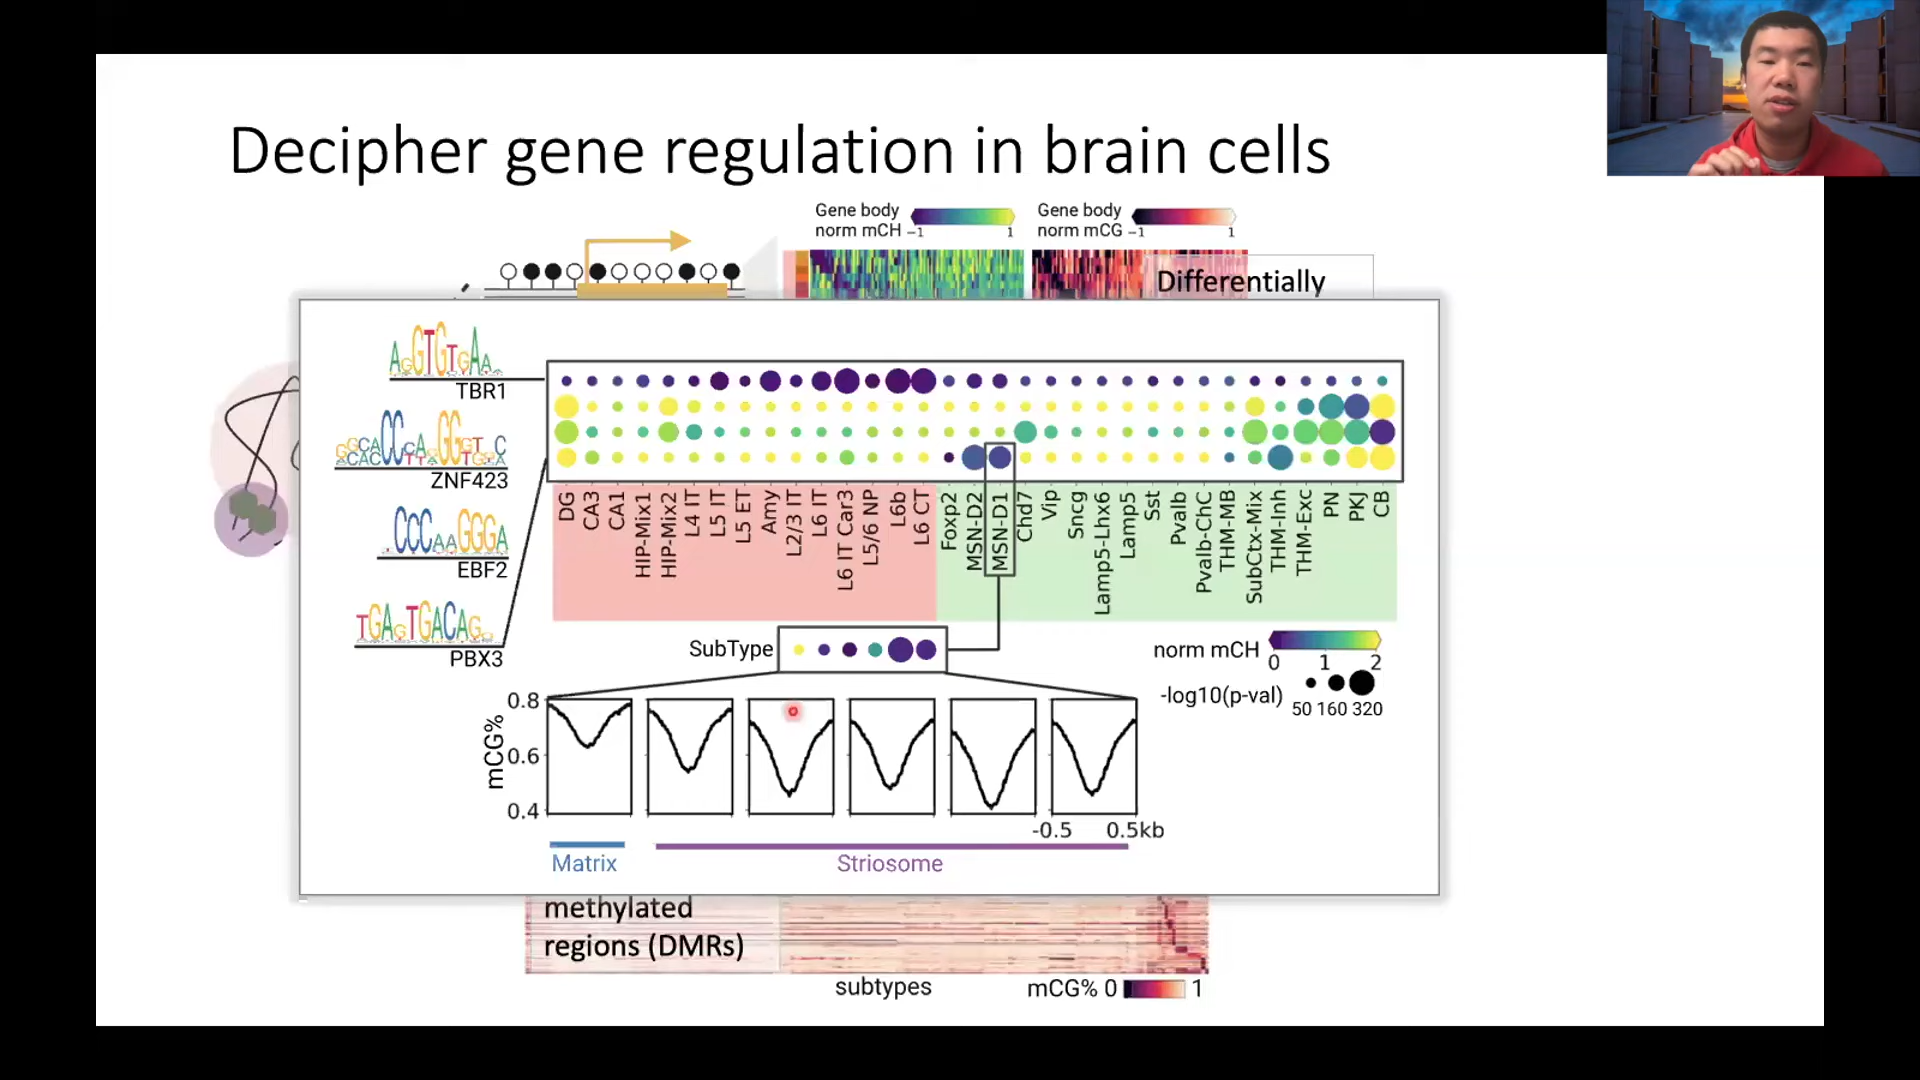 Decipher gene regulation in brain cells
Gene body
norm mCH −1 1
Gene body
norm mCG −1 1
Differentially
TBR1
ZNF423
EBF2
PBX3
DG
CA3
CA1
HIP-Mix1
HIP-Mix2
L4 IT
L5 IT
L5 ET
Amy
L2/3 IT
L6 IT
L6 IT Car3
L5/6 NP
L6b
L6 CT
Foxp2
MSN-D2
MSN-D1
Chd7
Vip
Sncg
Lamp5-Lhx6
Lamp5
Sst
Pvalb
Pvalb-ChC
THM-MB
SubCtx-Mix
THM-Inh
THM-Exc
PN
PKJ
CB
SubType
norm mCH
0 1 2
-log10(p-val)
50 160 320
mCG%
0.8
0.6
0.4
-0.5 0.5kb
Matrix
Striosome
methylated
regions (DMRs)
subtypes
mCG% 0 1